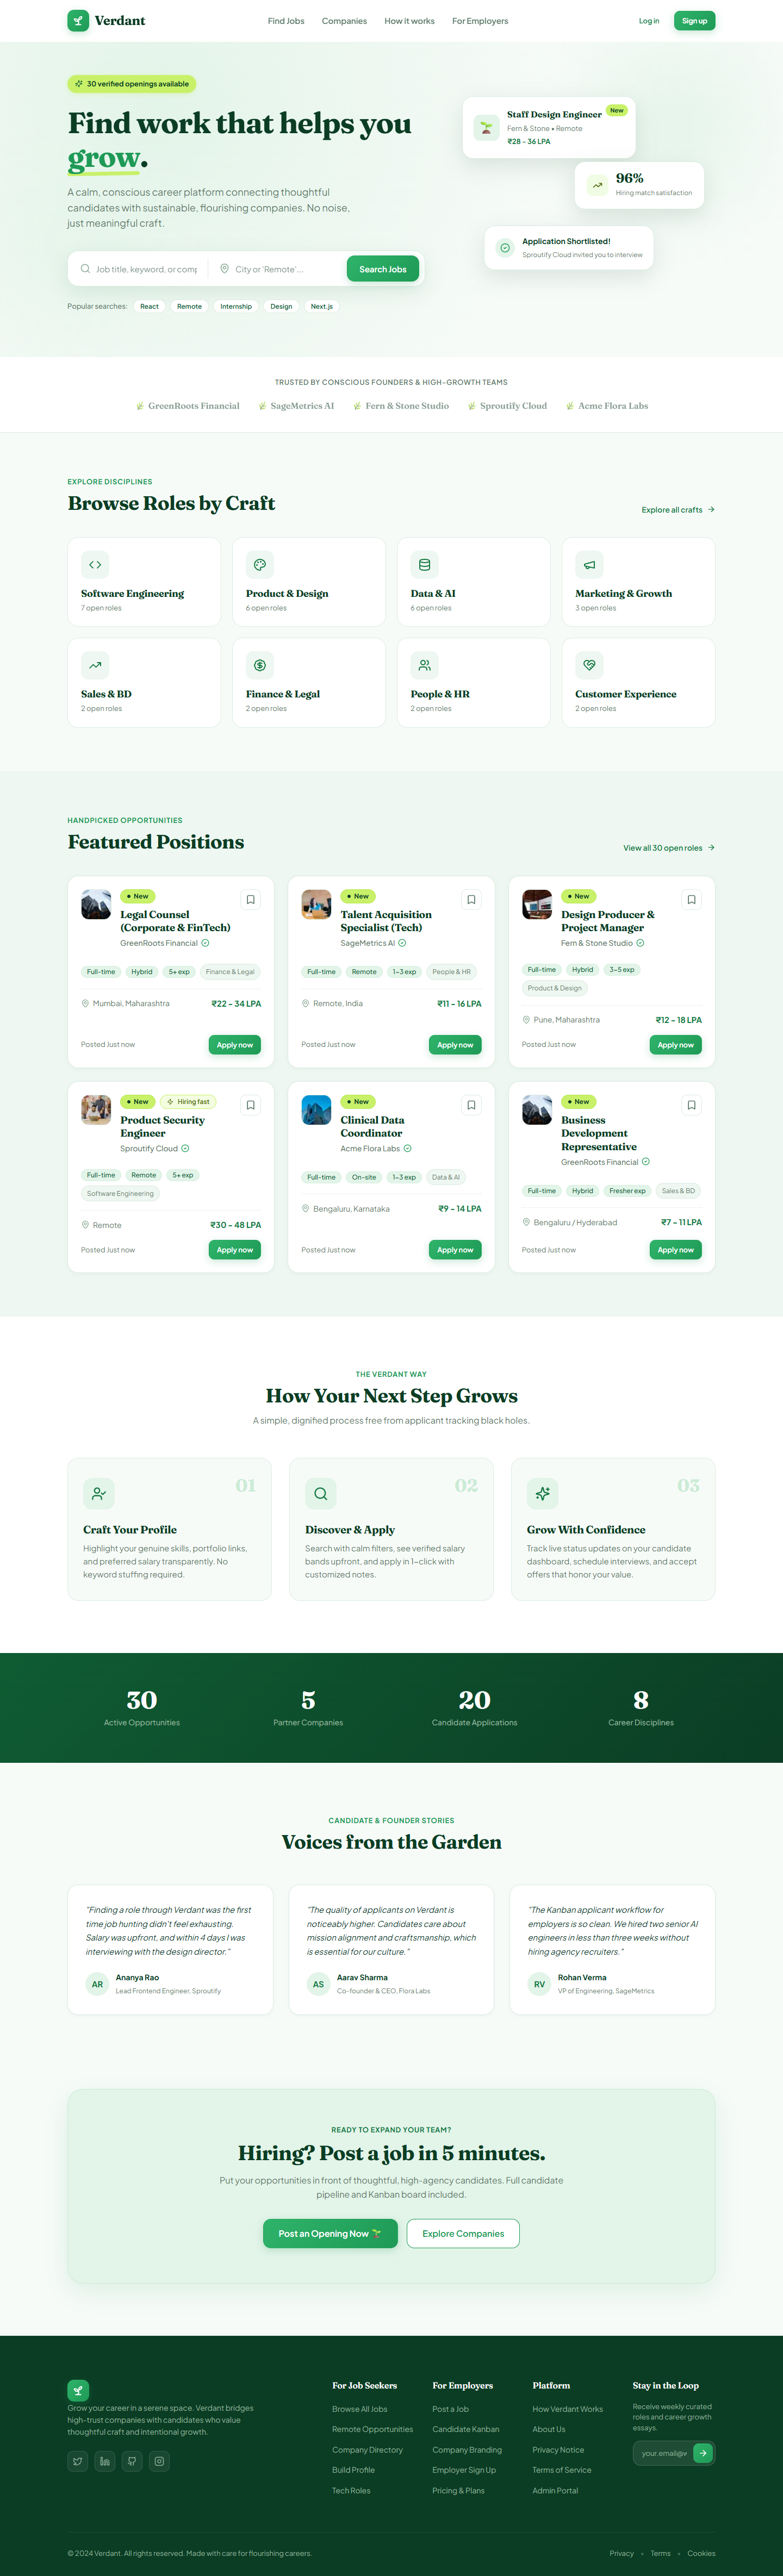 Verdant
Find Jobs
Companies
How it works
For Employers
Log in
Sign up
30 verified openings available
Find work that helps you
grow.
A calm, conscious career platform connecting thoughtful
candidates with sustainable, flourishing companies. No noise,
just meaningful craft.
Job title, keyword, or comp
City or 'Remote'...
Search Jobs
Popular searches:
React
Remote
Internship
Design
Next.js
Staff Design Engineer
New
Fern & Stone • Remote
₹28 - 36 LPA
96%
Hiring match satisfaction
Application Shortlisted!
Sproutify Cloud invited you to interview
TRUSTED BY CONSCIOUS FOUNDERS & HIGH-GROWTH TEAMS
GreenRoots Financial
SageMetrics AI
Fern & Stone Studio
Sproutify Cloud
Acme Flora Labs
EXPLORE DISCIPLINES
Browse Roles by Craft
Explore all crafts
Software Engineering
7 open roles
Product & Design
6 open roles
Data & AI
6 open roles
Marketing & Growth
3 open roles
Sales & BD
2 open roles
Finance & Legal
2 open roles
People & HR
2 open roles
Customer Experience
2 open roles
HANDPICKED OPPORTUNITIES
Featured Positions
View all 30 open roles
New
Legal Counsel
(Corporate & FinTech)
GreenRoots Financial
Full-time
Hybrid
5+ exp
Finance & Legal
Mumbai, Maharashtra
₹22 - 34 LPA
Posted Just now
Apply now
New
Talent Acquisition
Specialist (Tech)
SageMetrics AI
Full-time
Remote
1-3 exp
People & HR
Remote, India
₹11 - 16 LPA
Posted Just now
Apply now
New
Design Producer &
Project Manager
Fern & Stone Studio
Full-time
Hybrid
3-5 exp
Product & Design
Pune, Maharashtra
₹12 - 18 LPA
Posted Just now
Apply now
New
Hiring fast
Product Security
Engineer
Sproutify Cloud
Full-time
Remote
5+ exp
Software Engineering
Remote
₹30 - 48 LPA
Posted Just now
Apply now
New
Clinical Data
Coordinator
Acme Flora Labs
Full-time
On-site
1-3 exp
Data & AI
Bengaluru, Karnataka
₹9 - 14 LPA
Posted Just now
Apply now
New
Business
Development
Representative
GreenRoots Financial
Full-time
Hybrid
Fresher exp
Sales & BD
Bengaluru / Hyderabad
₹7 - 11 LPA
Posted Just now
Apply now
THE VERDANT WAY
How Your Next Step Grows
A simple, dignified process free from applicant tracking black holes.
01
Craft Your Profile
Highlight your genuine skills, portfolio links,
and preferred salary transparently. No
keyword stuffing required.
02
Discover & Apply
Search with calm filters, see verified salary
bands upfront, and apply in 1-click with
customized notes.
03
Grow With Confidence
Track live status updates on your candidate
dashboard, schedule interviews, and accept
offers that honor your value.
30
Active Opportunities
5
Partner Companies
20
Candidate Applications
8
Career Disciplines
CANDIDATE & FOUNDER STORIES
Voices from the Garden
"Finding a role through Verdant was the first
time job hunting didn't feel exhausting.
Salary was upfront, and within 4 days I was
interviewing with the design director."
AR
Ananya Rao
Lead Frontend Engineer, Sproutify
"The quality of applicants on Verdant is
noticeably higher. Candidates care about
mission alignment and craftsmanship, which
is essential for our culture."
AS
Aarav Sharma
Co-founder & CEO, Flora Labs
"The Kanban applicant workflow for
employers is so clean. We hired two senior AI
engineers in less than three weeks without
hiring agency recruiters."
RV
Rohan Verma
VP of Engineering, SageMetrics
READY TO EXPAND YOUR TEAM?
Hiring? Post a job in 5 minutes.
Put your opportunities in front of thoughtful, high-agency candidates. Full candidate
pipeline and Kanban board included.
Post an Opening Now
Explore Companies
Grow your career in a serene space. Verdant bridges
high-trust companies with candidates who value
thoughtful craft and intentional growth.
For Job Seekers
Browse All Jobs
Remote Opportunities
Company Directory
Build Profile
Tech Roles
For Employers
Post a Job
Candidate Kanban
Company Branding
Employer Sign Up
Pricing & Plans
Platform
How Verdant Works
About Us
Privacy Notice
Terms of Service
Admin Portal
Stay in the Loop
Receive weekly curated
roles and career growth
essays.
your.email@w
© 2024 Verdant. All rights reserved. Made with care for flourishing careers.
Privacy • Terms • Cookies